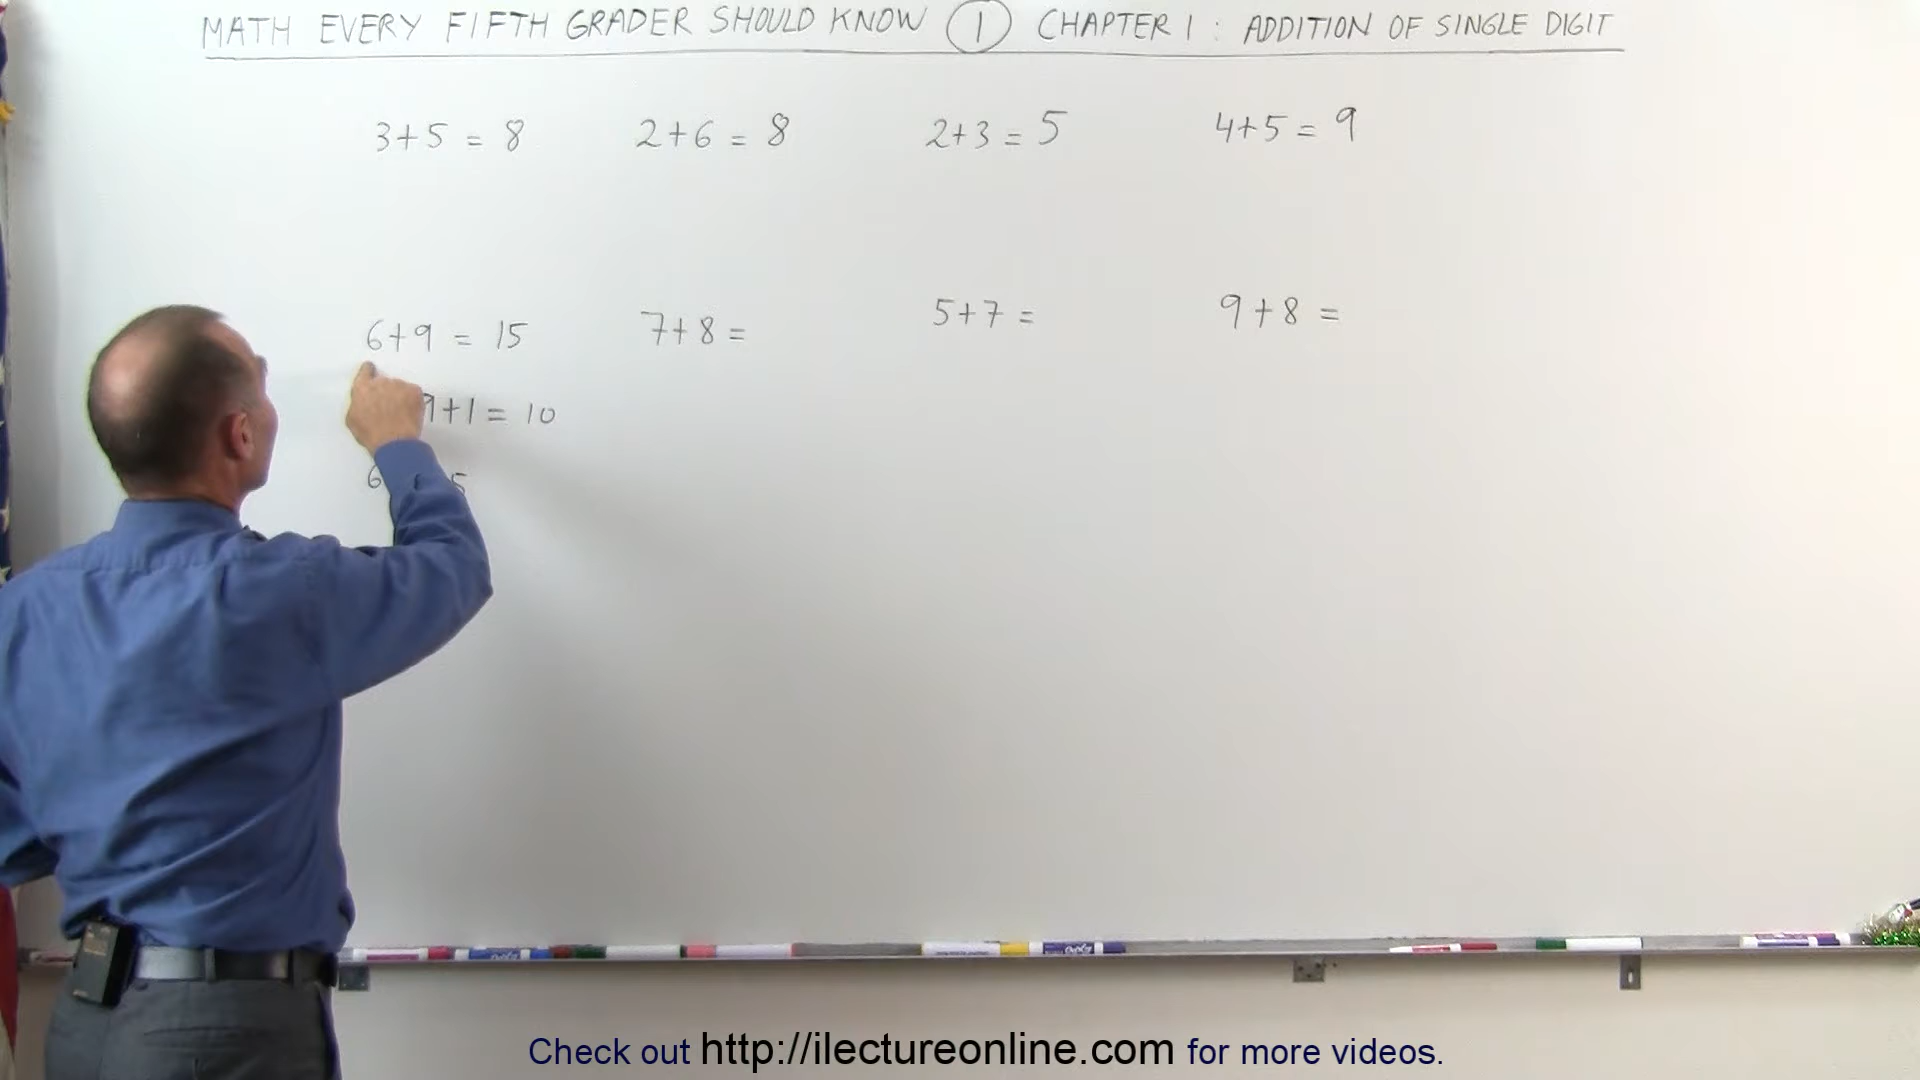 MATH EVERY FIFTH GRADER SHOULD KNOW 1 CHAPTER 1 : ADDITION OF SINGLE DIGIT
3+5 = 8 2+6 = 8 2+3 = 5 4+5 = 9
6+9 = 15 7+8 = 5+7 = 9+8 =
9+1 = 10
6 5
Check out http://ilectureonline.com for more videos.